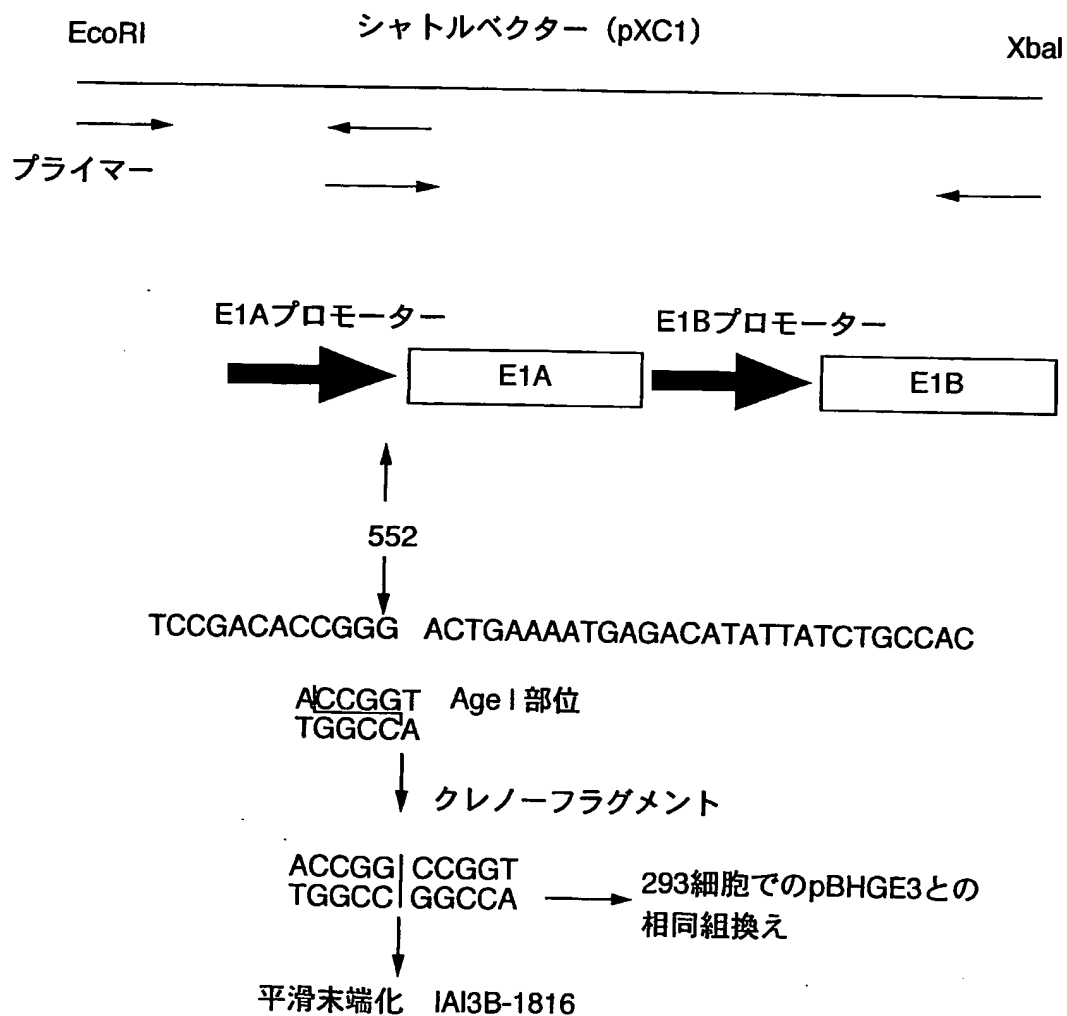 EcoRI
シャトルベクター (pXC1)
XbaI
プライマー
E1Aプロモーター
E1Bプロモーター
E1A
E1B
552
TCCGACACCGGG ACTGAAAATGAGACATATTATCTGCCAC
ACCGGT Age I 部位
TGGCCA
クレノーフラグメント
ACCGG CCGGT
TGGCC GGCCA
293細胞でのpBHGE3との
相同組換え
平滑末端化 IAI3B-1816